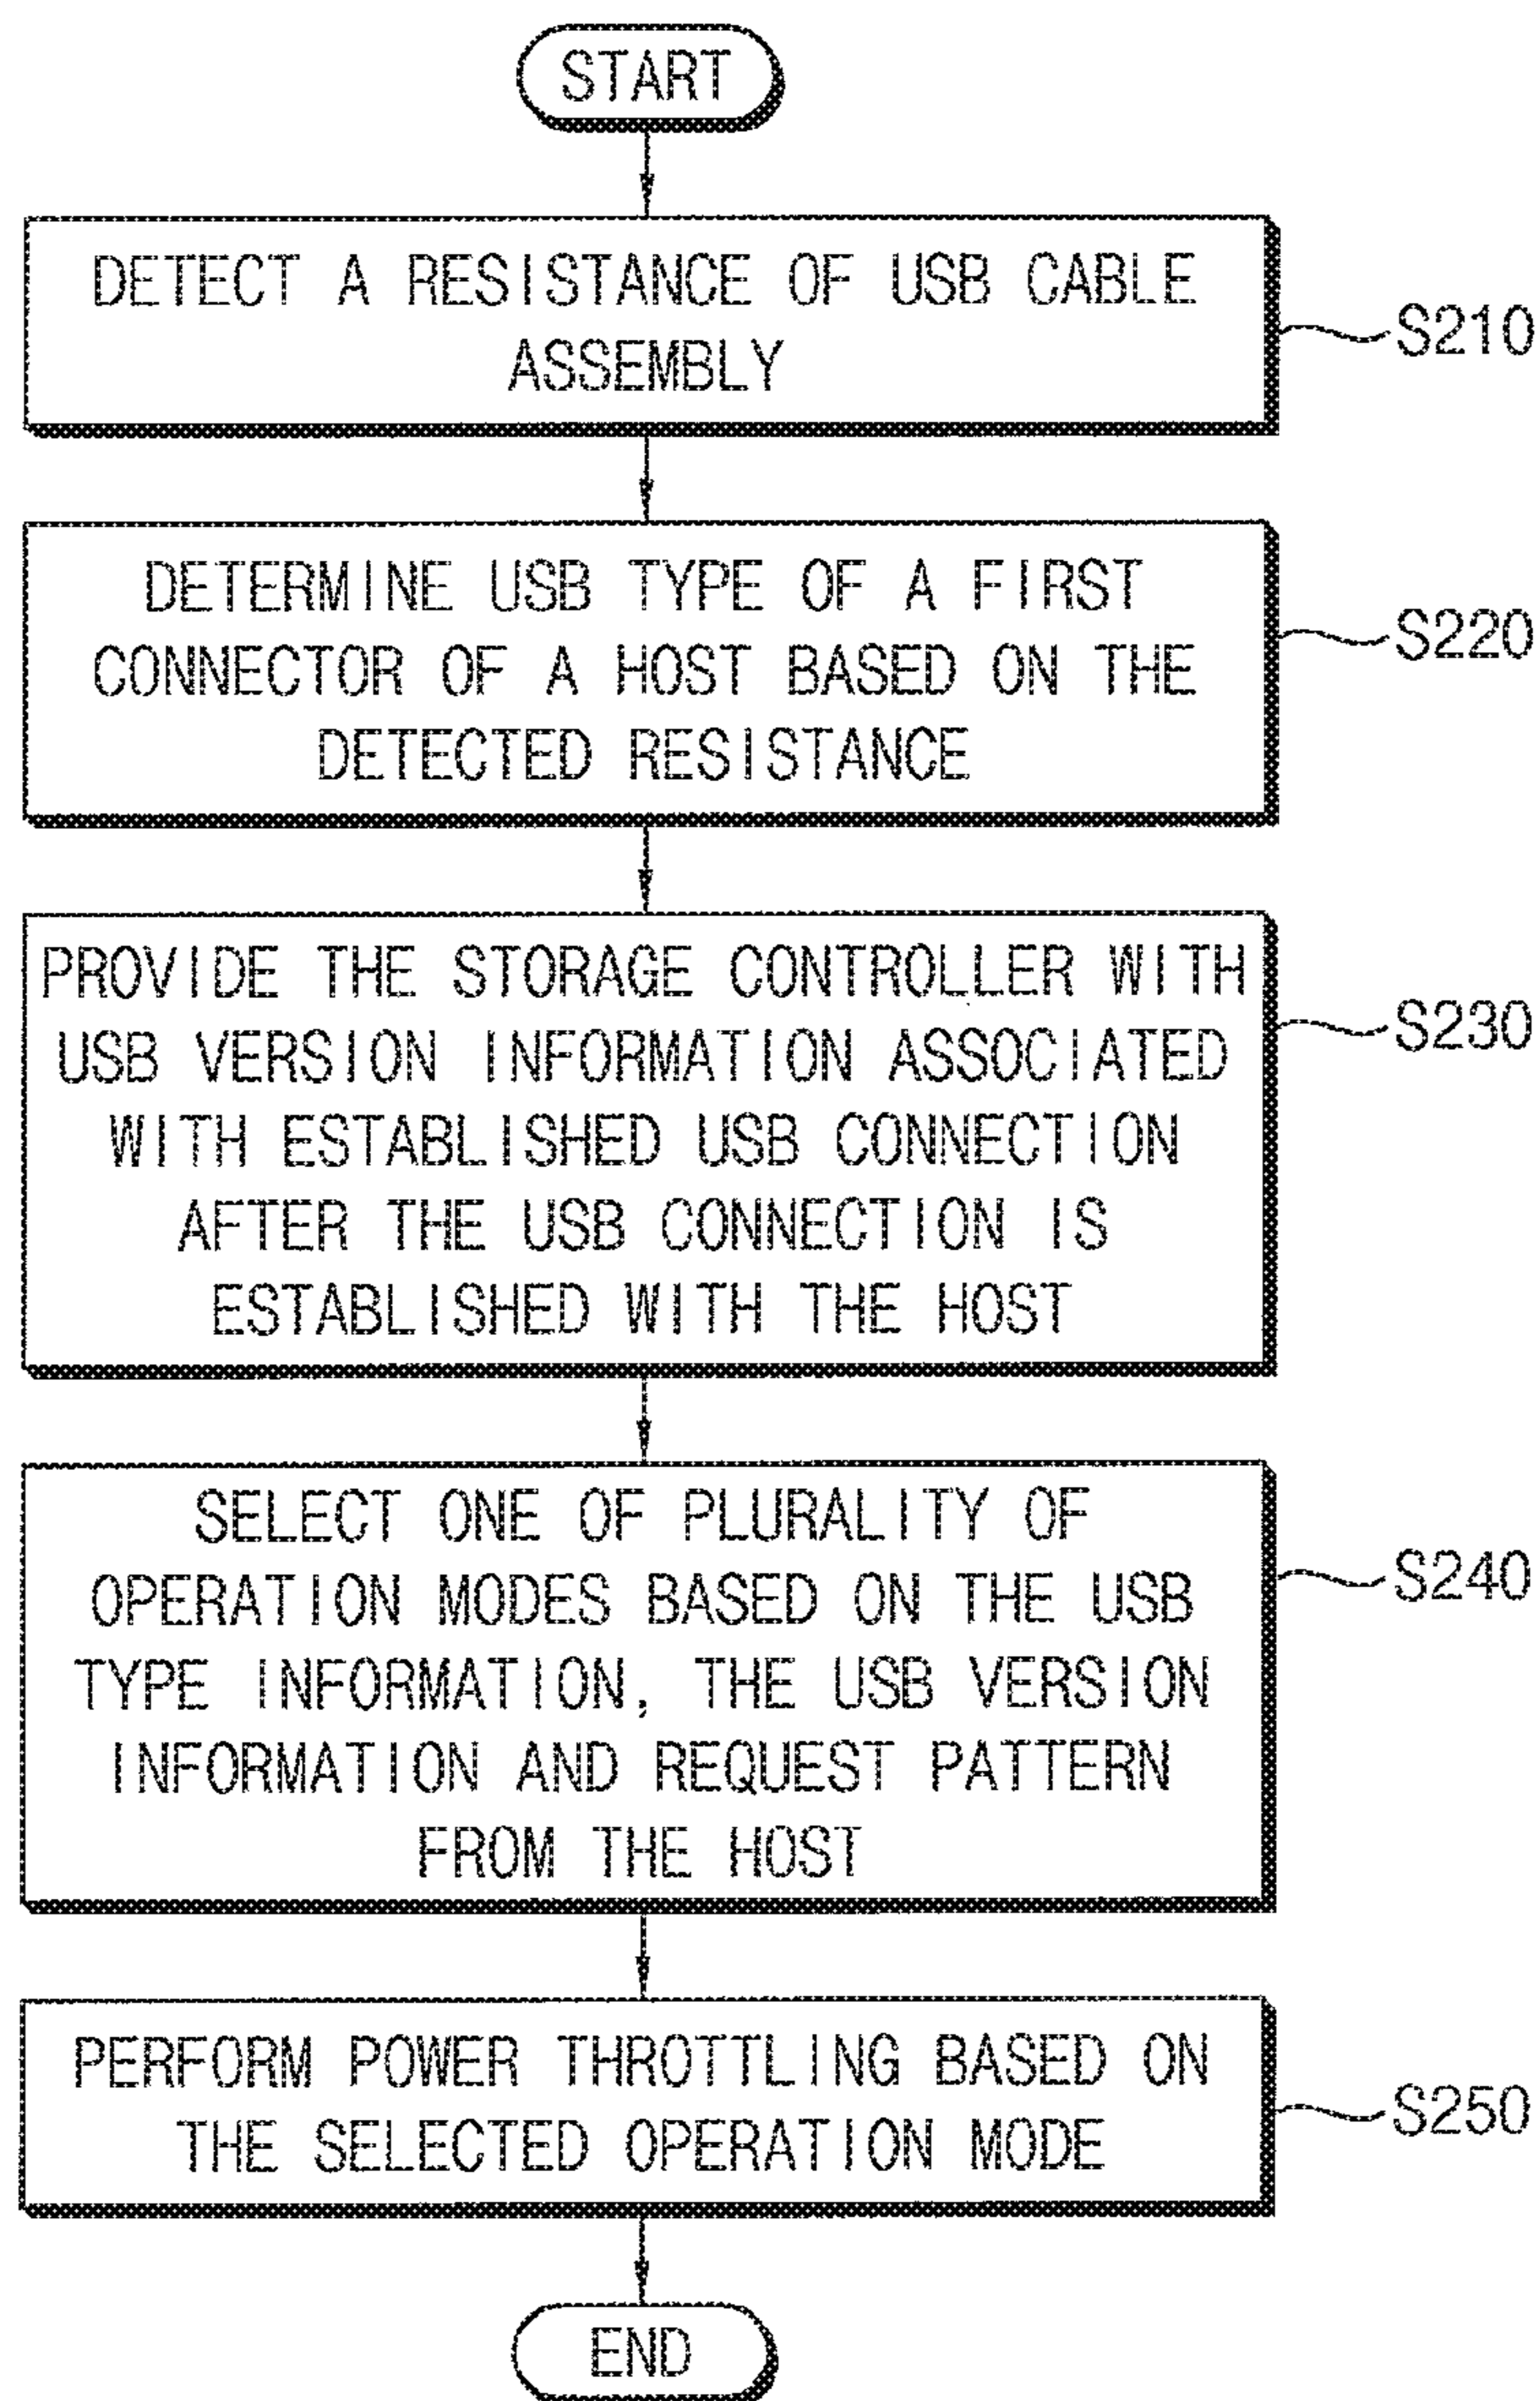 START
DETECT A RESISTANCE OF USB CABLE
ASSEMBLY
S210
DETERMINE USB TYPE OF A FIRST
CONNECTOR OF A HOST BASED ON THE
DETECTED RESISTANCE
S220
PROVIDE THE STORAGE CONTROLLER WITH
USB VERSION INFORMATION ASSOCIATED
WITH ESTABLISHED USB CONNECTION
AFTER THE USB CONNECTION IS
ESTABLISHED WITH THE HOST
S230
SELECT ONE OF PLURALITY OF
OPERATION MODES BASED ON THE USB
TYPE INFORMATION, THE USB VERSION
INFORMATION AND REQUEST PATTERN
FROM THE HOST
S240
PERFORM POWER THROTTLING BASED ON
THE SELECTED OPERATION MODE
S250
END